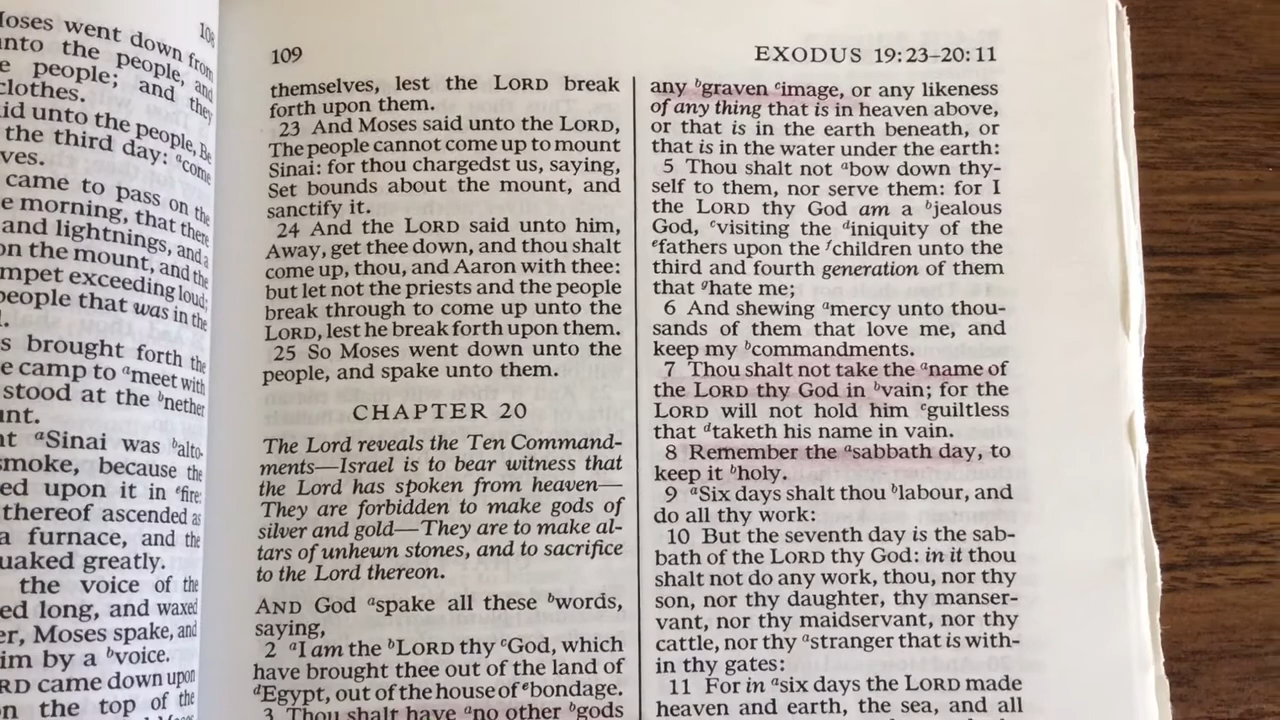 108
Moses went down from
unto the people, and
e people; and they
clothes.
id unto the people, Be
the third day: ᵃcome
ves.
came to pass on the
e morning, that there
and lightnings, and a
on the mount, and the
mpet exceeding loud;
people that was in the
s brought forth the
e camp to ᵃmeet with
stood at the ᵇnether
unt.
nt ᵃSinai was ᵇalto-
smoke, because the
ed upon it in ᵉfire:
thereof ascended as
a furnace, and the
uaked greatly.
the voice of the
ed long, and waxed
er, Moses spake, and
im by a ᵇvoice.
RD came down upon
n the top of the
109
EXODUS 19:23–20:11
themselves, lest the LORD break
forth upon them.
23 And Moses said unto the LORD,
The people cannot come up to mount
Sinai: for thou chargedst us, saying,
Set bounds about the mount, and
sanctify it.
24 And the LORD said unto him,
Away, get thee down, and thou shalt
come up, thou, and Aaron with thee:
but let not the priests and the people
break through to come up unto the
LORD, lest he break forth upon them.
25 So Moses went down unto the
people, and spake unto them.
CHAPTER 20
The Lord reveals the Ten Command-
ments—Israel is to bear witness that
the Lord has spoken from heaven—
They are forbidden to make gods of
silver and gold—They are to make al-
tars of unhewn stones, and to sacrifice
to the Lord thereon.
AND God ᵃspake all these ᵇwords,
saying,
2 ᵃI am the ᵇLORD thy ᶜGod, which
have brought thee out of the land of
ᵈEgypt, out of the house of ᵉbondage.
3 Thou shalt have ᵃno other ᵇgods
any ᵇgraven ᶜimage, or any likeness
of any thing that is in heaven above,
or that is in the earth beneath, or
that is in the water under the earth:
5 Thou shalt not ᵃbow down thy-
self to them, nor serve them: for I
the LORD thy God am a ᵇjealous
God, ᶜvisiting the ᵈiniquity of the
ᵉfathers upon the ᶠchildren unto the
third and fourth generation of them
that ᵍhate me;
6 And shewing ᵃmercy unto thou-
sands of them that love me, and
keep my ᵇcommandments.
7 Thou shalt not take the ᵃname of
the LORD thy God in ᵇvain; for the
LORD will not hold him ᶜguiltless
that ᵈtaketh his name in vain.
8 Remember the ᵃsabbath day, to
keep it ᵇholy.
9 ᵃSix days shalt thou ᵇlabour, and
do all thy work:
10 But the seventh day is the sab-
bath of the LORD thy God: in it thou
shalt not do any work, thou, nor thy
son, nor thy daughter, thy manser-
vant, nor thy maidservant, nor thy
cattle, nor thy ᵃstranger that is with-
in thy gates:
11 For in ᵃsix days the LORD made
heaven and earth, the sea, and all